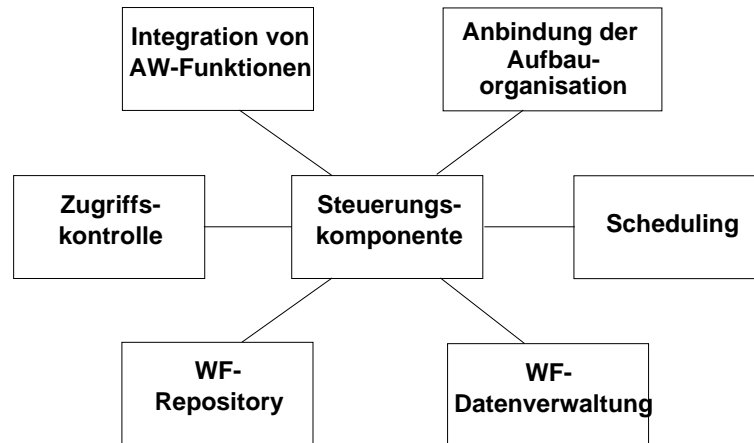 Integration von
AW-Funktionen
Anbindung der
Aufbau-
organisation
Zugriffs-
kontrolle
Steuerungs-
komponente
Scheduling
WF-
Repository
WF-
Datenverwaltung